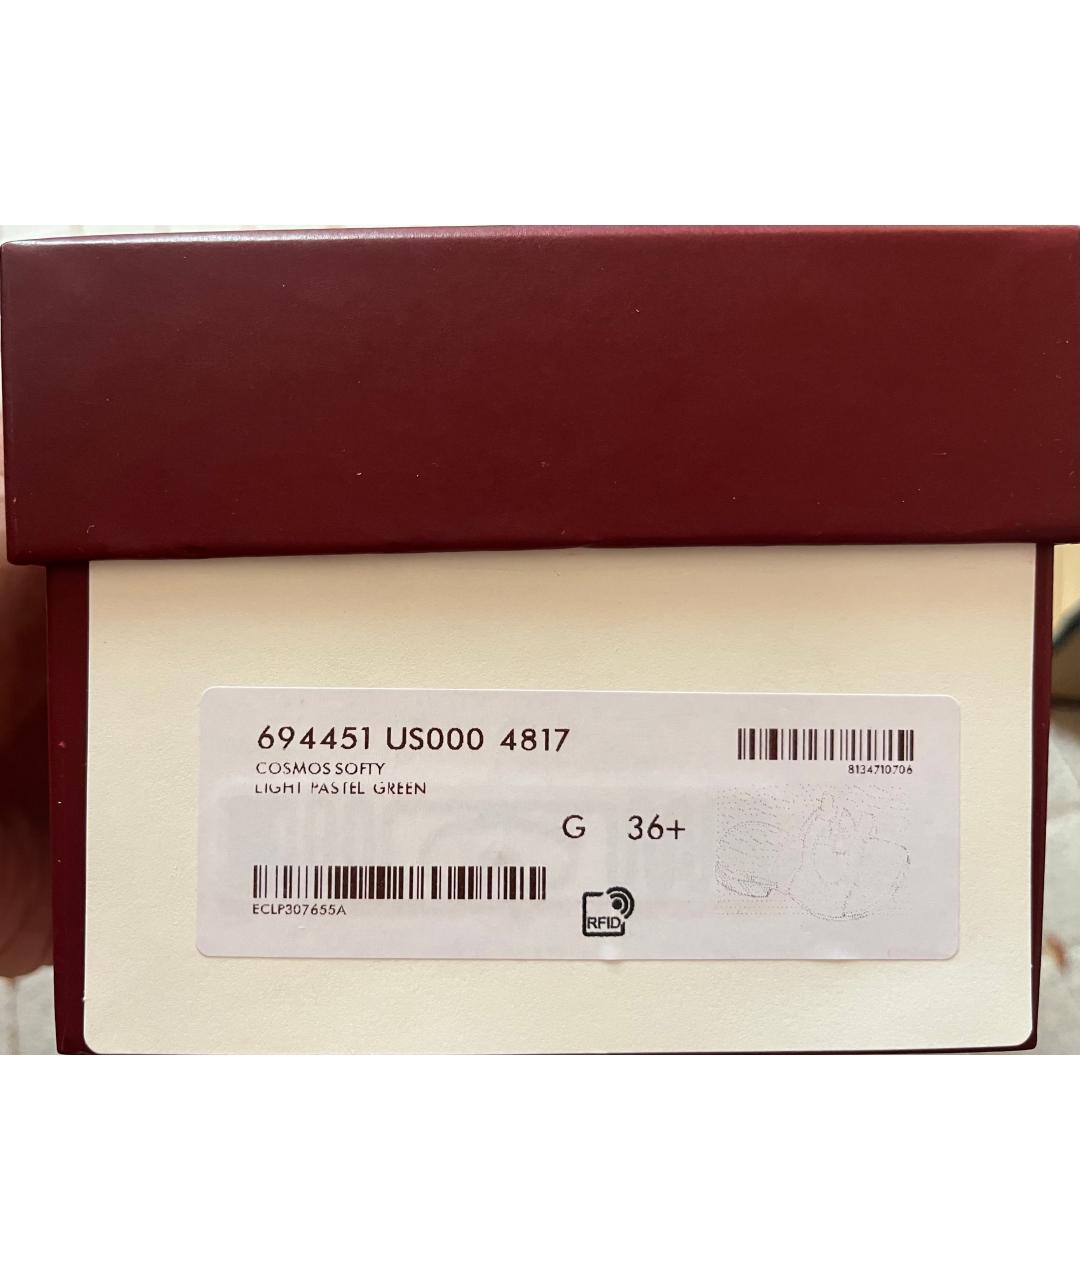 694451 US000 4817
8134710706
COSMOS SOFTY
LIGHT PASTEL GREEN
G 36+
ECLP307655A
RFID